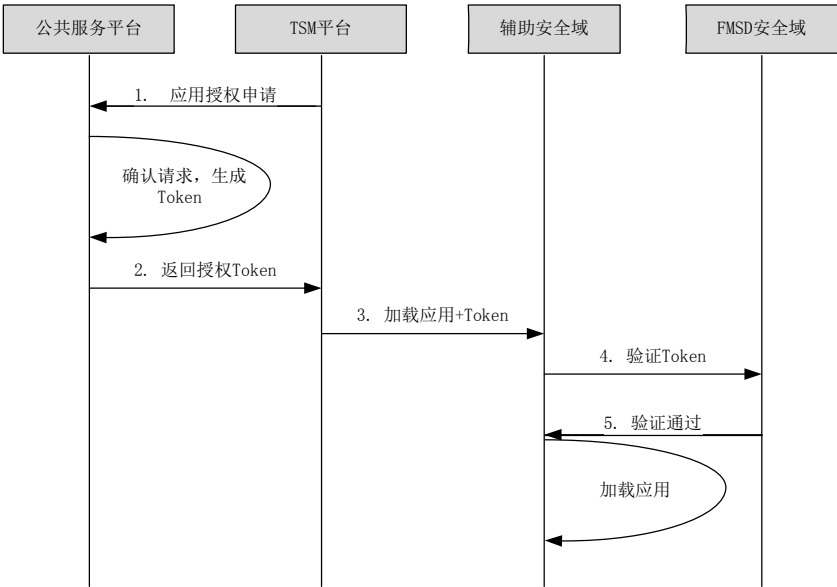 公共服务平台
TSM平台
辅助安全域
FMSD安全域
1. 应用授权申请
确认请求，生成
Token
2. 返回授权Token
3. 加载应用+Token
4. 验证Token
5. 验证通过
加载应用